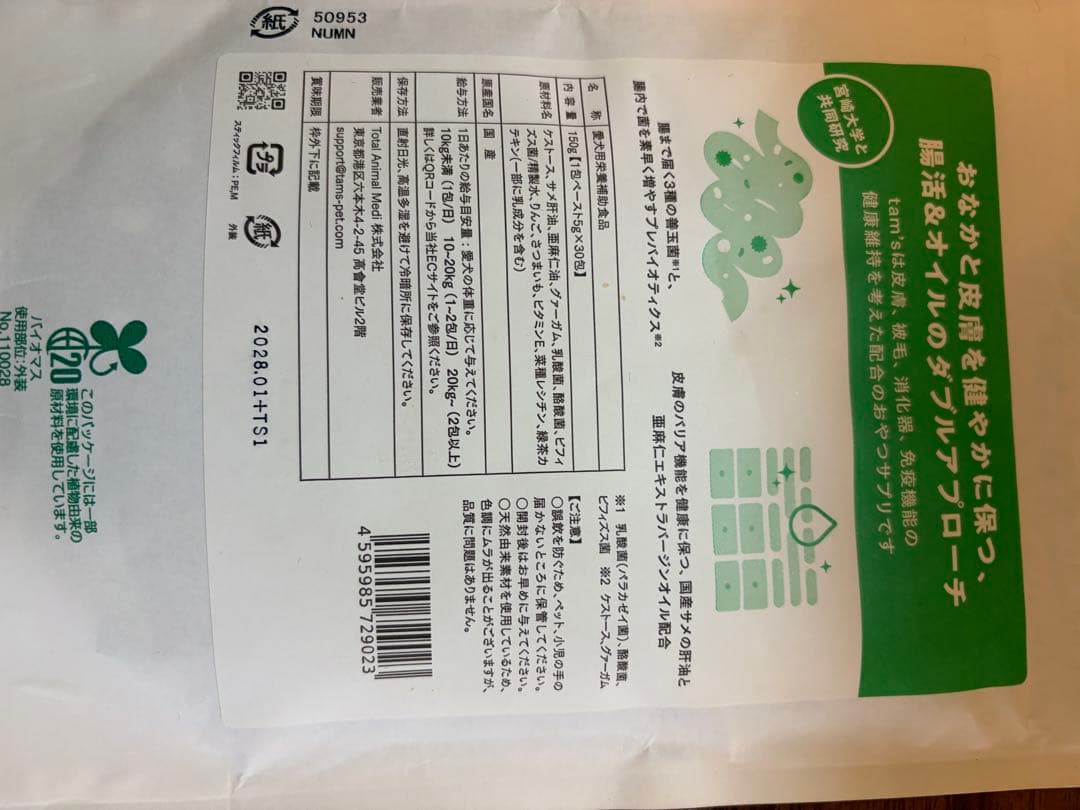 宮崎大学と
共同研究
おなかと皮膚を健やかに保つ、
腸活&オイルのダブルアプローチ
tam'sは皮膚、被毛、消化器、免疫機能の
健康維持を考えた配合のおやつサプリです
腸まで届く3種の善玉菌※1と、
腸内で菌を素早く増やすプレバイオティクス※2
皮膚のバリア機能を健康に保つ、国産サメの肝油と
亜麻仁エキストラバージンオイル配合
名 称 愛犬用栄養補助食品
内 容 量 150g【1包ペースト5g×30包】
原材料名 ケストース、サメ肝油、亜麻仁油、グァーガム、乳酸菌、酪酸菌、ビフィ
ズス菌/精製水、りんご、さつまいも、ビタミンE、菜種レシチン、緑茶カ
テキン(一部に乳成分を含む)
原産国名 国 産
給与方法 1日あたりの給与目安量:愛犬の体重に応じて与えてください。
10kg未満(1包/日) 10~20kg(1~2包/日) 20kg~(2包以上)
詳しくはQRコードから当社ECサイトをご参照ください。
保存方法 直射日光、高温多湿を避けて冷暗所に保存してください。
販売業者 Total Animal Medi 株式会社
東京都港区六本木4-2-45 高會堂ビル2階
support@tams-pet.com
賞味期限 枠外下に記載
※1 乳酸菌(パラカゼイ菌)、酪酸菌、
ビフィズス菌 ※2 ケストース、グァーガム
【ご注意】
○誤飲を防ぐため、ペット、小児の手の
届かないところに保管してください。
○開封後はお早めに与えてください。
○天然由来素材を使用しているため、
色調にムラが出ることがございますが、
品質に問題はありません。
4 595985 729023
プラ
スティックフィルム:PE,M
紙
外装
2028.01+TS1
紙
50953
NUMN
20
バイオマス
使用部位:外装
No.110028
このパッケージには一部
環境に配慮した植物由来の
原材料を使用しています。